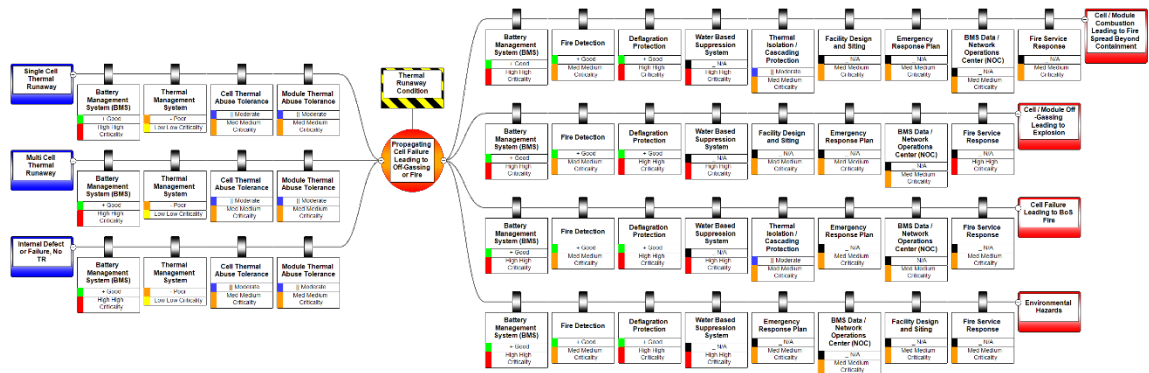 Single Cell
Thermal
Runaway
Battery
Management
System (BMS)
+ Good
High High
Criticality
Thermal
Management
System
- Poor
Low Low Criticality
Cell Thermal
Abuse Tolerance
|| Moderate
Med Medium
Criticality
Module Thermal
Abuse Tolerance
|| Moderate
Med Medium
Criticality
Multi Cell
Thermal
Runaway
Battery
Management
System (BMS)
+ Good
High High
Criticality
Thermal
Management
System
- Poor
Low Low Criticality
Cell Thermal
Abuse Tolerance
|| Moderate
Med Medium
Criticality
Module Thermal
Abuse Tolerance
|| Moderate
Med Medium
Criticality
Internal Defect
or Failure, No
TR
Battery
Management
System (BMS)
+ Good
High High
Criticality
Thermal
Management
System
- Poor
Low Low Criticality
Cell Thermal
Abuse Tolerance
|| Moderate
Med Medium
Criticality
Module Thermal
Abuse Tolerance
|| Moderate
Med Medium
Criticality
Thermal
Runaway
Condition
Propagating
Cell Failure
Leading to
Off-Gassing
or Fire
Battery
Management
System (BMS)
+ Good
High High
Criticality
Fire Detection
+ Good
Med Medium
Criticality
Deflagration
Protection
+ Good
High High
Criticality
Water Based
Suppression
System
_ N/A
High High
Criticality
Thermal
Isolation /
Cascading
Protection
|| Moderate
Med Medium
Criticality
Facility Design
and Siting
_ N/A
Med Medium
Criticality
Emergency
Response Plan
_ N/A
Med Medium
Criticality
BMS Data /
Network
Operations
Center (NOC)
_ N/A
Med Medium
Criticality
Fire Service
Response
_ N/A
Med Medium
Criticality
Cell / Module
Combustion
Leading to Fire
Spread Beyond
Containment
Battery
Management
System (BMS)
+ Good
High High
Criticality
Fire Detection
+ Good
Med Medium
Criticality
Deflagration
Protection
+ Good
High High
Criticality
Water Based
Suppression
System
_ N/A
High High
Criticality
Facility Design
and Siting
_ N/A
Med Medium
Criticality
Emergency
Response Plan
_ N/A
Med Medium
Criticality
BMS Data /
Network
Operations
Center (NOC)
_ N/A
Med Medium
Criticality
Fire Service
Response
_ N/A
High High
Criticality
Cell / Module Off
-Gassing
Leading to
Explosion
Battery
Management
System (BMS)
+ Good
High High
Criticality
Fire Detection
+ Good
Med Medium
Criticality
Deflagration
Protection
+ Good
High High
Criticality
Water Based
Suppression
System
_ N/A
High High
Criticality
Thermal
Isolation /
Cascading
Protection
|| Moderate
Med Medium
Criticality
Emergency
Response Plan
_ N/A
Med Medium
Criticality
BMS Data /
Network
Operations
Center (NOC)
_ N/A
Med Medium
Criticality
Fire Service
Response
_ N/A
Med Medium
Criticality
Cell Failure
Leading to BoS
Fire
Battery
Management
System (BMS)
+ Good
High High
Criticality
Fire Detection
+ Good
Med Medium
Criticality
Deflagration
Protection
+ Good
High High
Criticality
Water Based
Suppression
System
_ N/A
High High
Criticality
Emergency
Response Plan
_ N/A
Med Medium
Criticality
BMS Data /
Network
Operations
Center (NOC)
_ N/A
Med Medium
Criticality
Facility Design
and Siting
_ N/A
Med Medium
Criticality
Fire Service
Response
_ N/A
Med Medium
Criticality
Environmental
Hazards